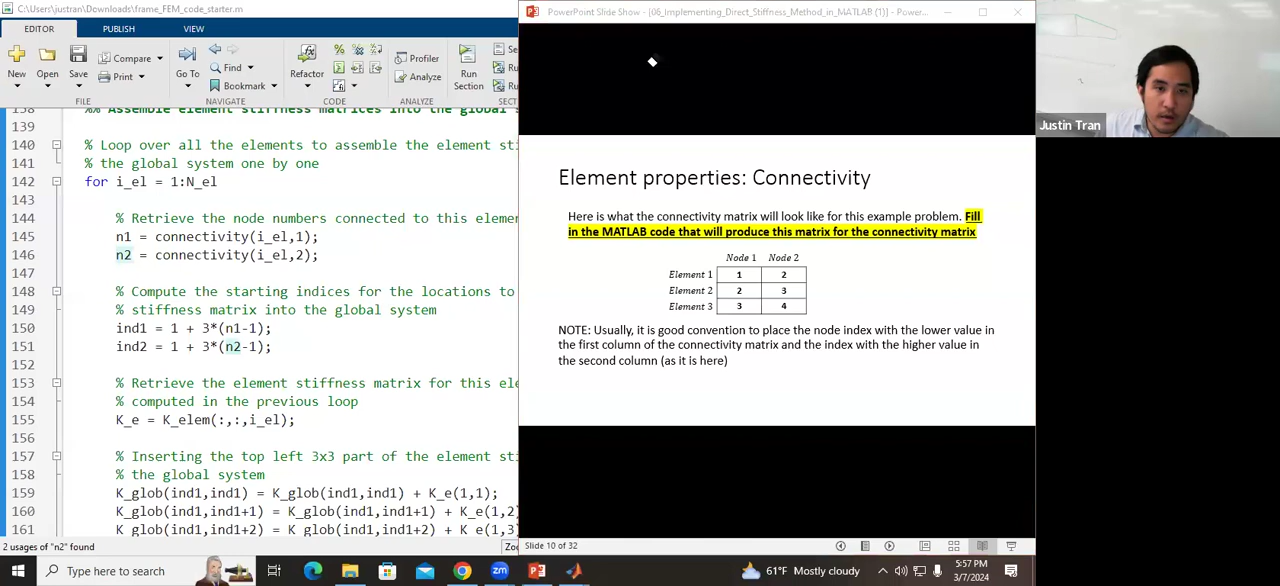 C:\Users\justran\Downloads\frame_FEM_code_starter.m
EDITOR PUBLISH VIEW
New Open Save
Compare
Print
Go To
Find
Bookmark
Refactor
Profiler
Analyze
Run
Section
FILE NAVIGATE CODE ANALYZE SECT
138 %% Assemble element stiffness matrices into the global s
139
140 % Loop over all the elements to assemble the element sti
141 % the global system one by one
142 for i_el = 1:N_el
143
144 % Retrieve the node numbers connected to this elemen
145 n1 = connectivity(i_el,1);
146 n2 = connectivity(i_el,2);
147
148 % Compute the starting indices for the locations to
149 % stiffness matrix into the global system
150 ind1 = 1 + 3*(n1-1);
151 ind2 = 1 + 3*(n2-1);
152
153 % Retrieve the element stiffness matrix for this ele
154 % computed in the previous loop
155 K_e = K_elem(:,:,i_el);
156
157 % Inserting the top left 3x3 part of the element sti
158 % the global system
159 K_glob(ind1,ind1) = K_glob(ind1,ind1) + K_e(1,1);
160 K_glob(ind1,ind1+1) = K_glob(ind1,ind1+1) + K_e(1,2)
161 K_glob(ind1,ind1+2) = K_glob(ind1,ind1+2) + K_e(1,3)
2 usages of "n2" found
Zoo
PowerPoint Slide Show - [06_Implementing_Direct_Stiffness_Method_in_MATLAB (1)] - Power...
Element properties: Connectivity
Here is what the connectivity matrix will look like for this example problem. Fill
in the MATLAB code that will produce this matrix for the connectivity matrix
Node 1 Node 2
Element 1 1 2
Element 2 2 3
Element 3 3 4
NOTE: Usually, it is good convention to place the node index with the lower value in
the first column of the connectivity matrix and the index with the higher value in
the second column (as it is here)
Slide 10 of 32
Justin Tran
Type here to search
61°F Mostly cloudy
5:57 PM
3/7/2024